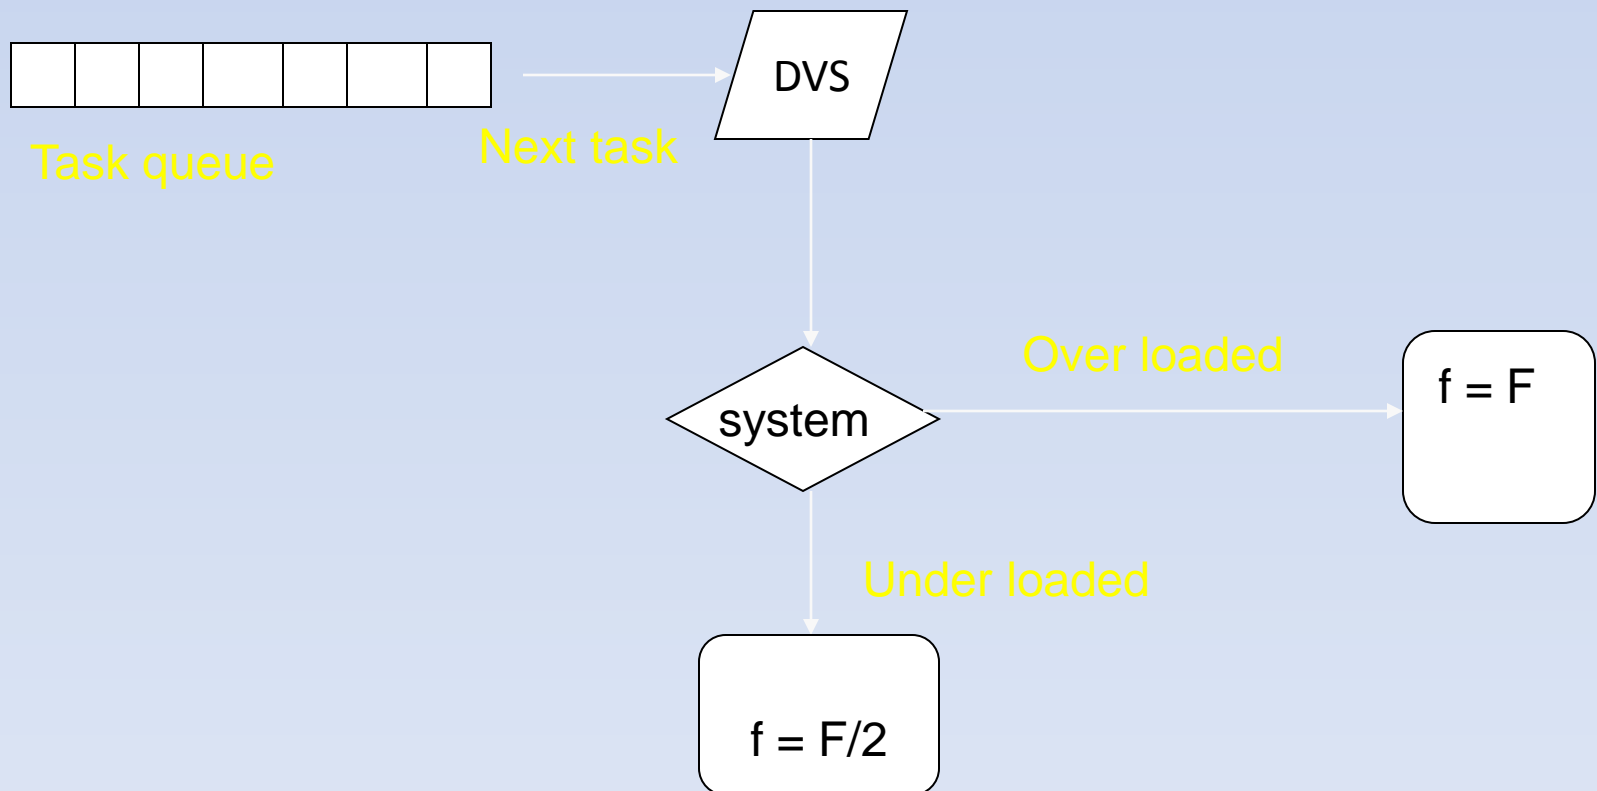 DVS
Task queue
Next task
system
Over loaded
f = F
Under loaded
f = F/2